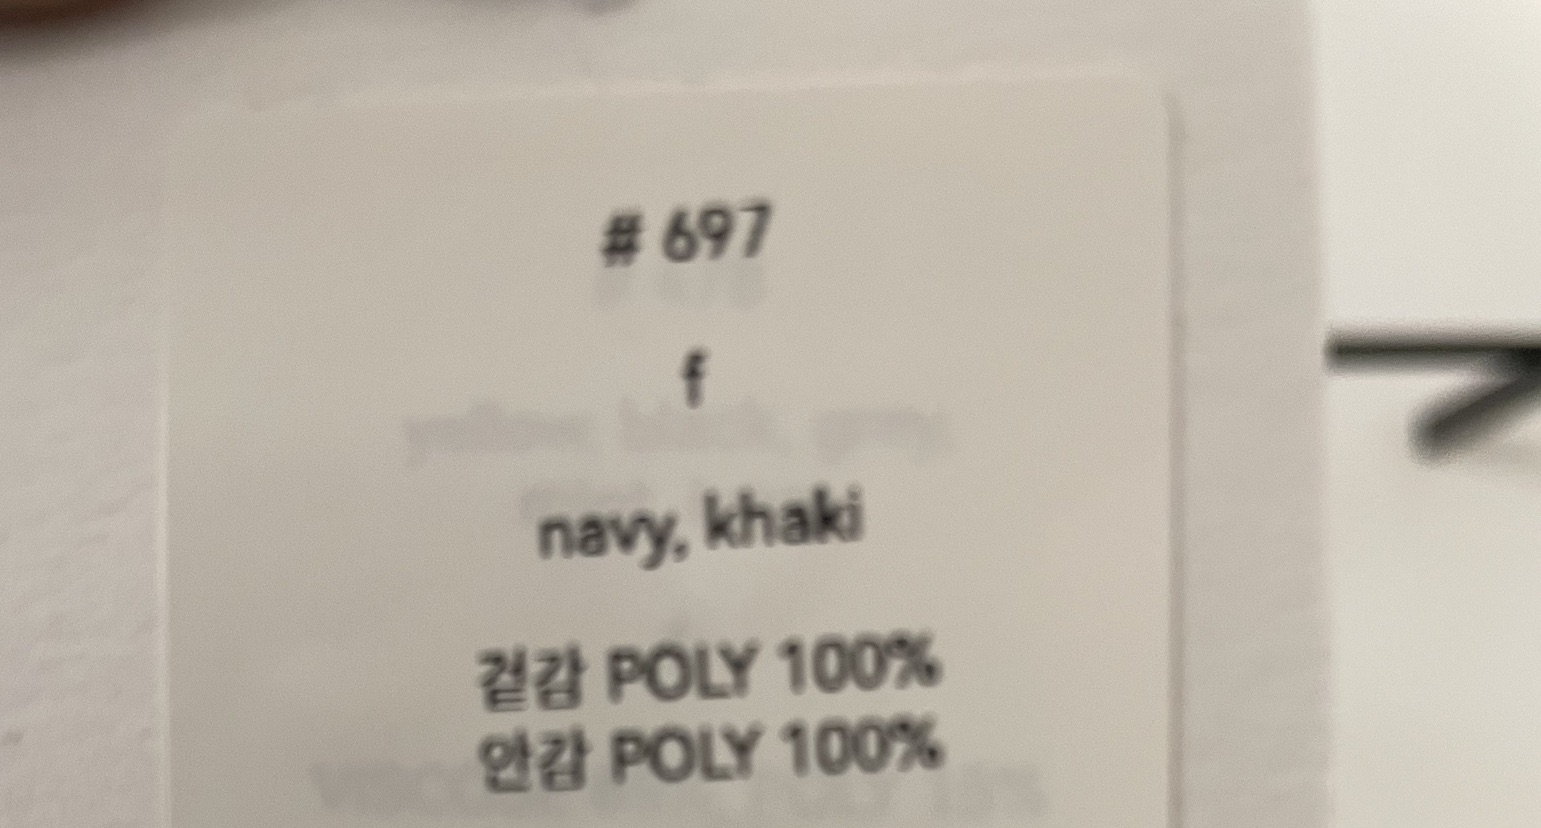 # 697
f
navy, khaki
겉감 POLY 100%
안감 POLY 100%